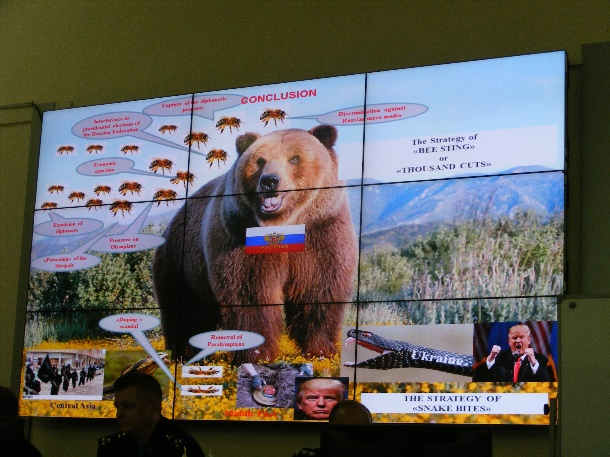 CONCLUSION
Capture of the diplomatic
property
Interference in
presidential elections of
the Russian Federation
Discrimination against
Russian news media
Economic
sanctions
The Strategy of
«BEE STING»
or
«THOUSAND CUTS»
Expulsion of
diplomats
Pressure on
Olympians
«Poisoning» of the
Skripals
«Doping »
scandal
Removal of
Paralympians
Central Asia
Middle East
Ukraine
THE STRATEGY OF
«SNAKE BITES»